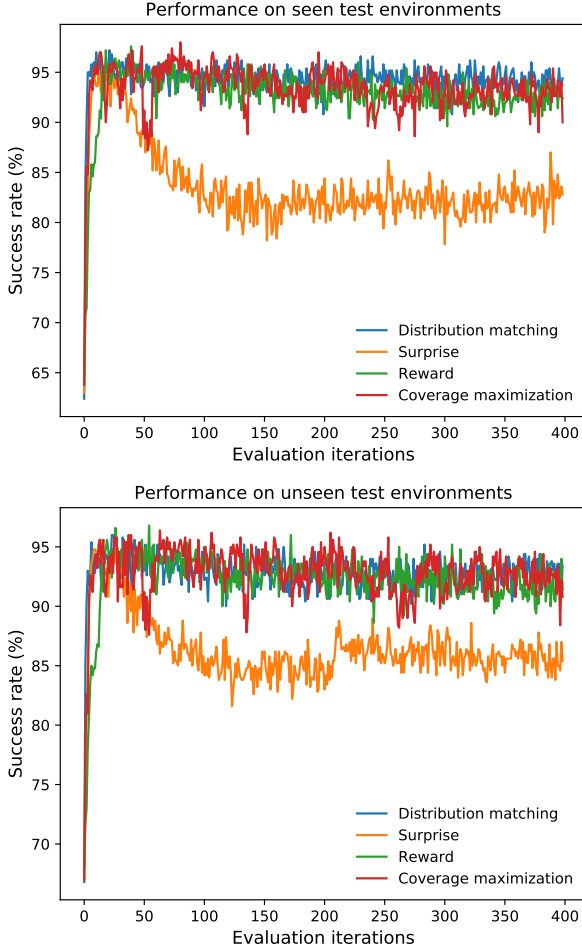 Performance on seen test environments
95
90
85
80
75
70
65
Success rate (%)
Distribution matching
Surprise
Reward
Coverage maximization
0 50 100 150 200 250 300 350 400
Evaluation iterations
Performance on unseen test environments
95
90
85
80
75
70
Success rate (%)
Distribution matching
Surprise
Reward
Coverage maximization
0 50 100 150 200 250 300 350 400
Evaluation iterations